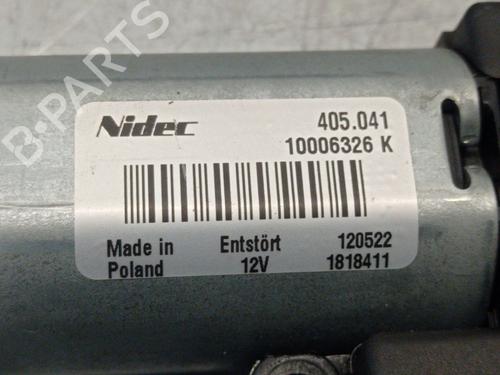 B-PARTS
Nidec 405.041
10006326 K
Made in Poland Entstört 12V 120522 1818411